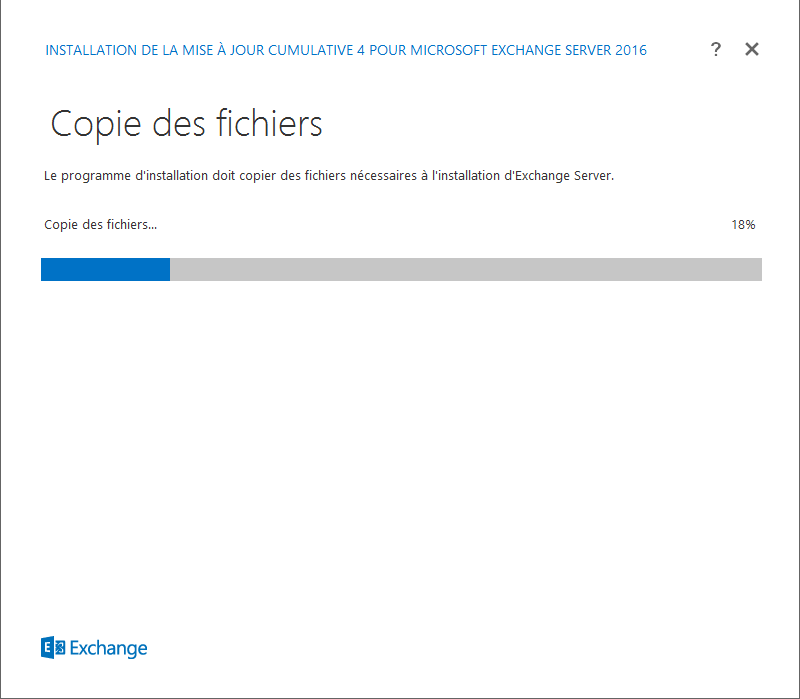 INSTALLATION DE LA MISE À JOUR CUMULATIVE 4 POUR MICROSOFT EXCHANGE SERVER 2016 ?
Copie des fichiers
Le programme d'installation doit copier des fichiers nécessaires à l'installation d'Exchange Server.
Copie des fichiers... 18%
E Exchange